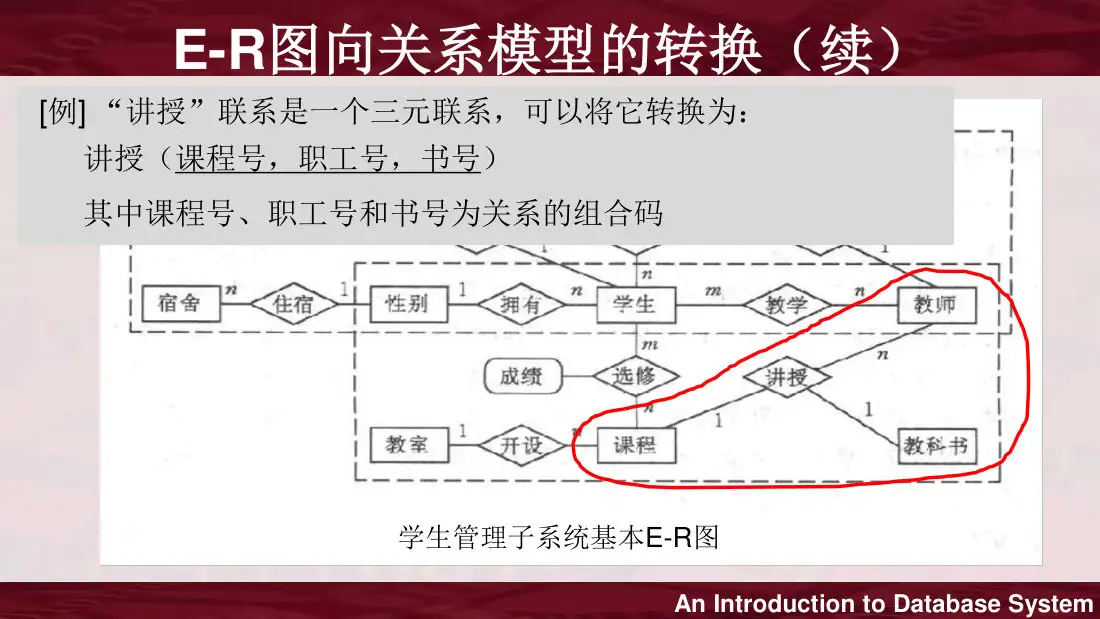 E-R图向关系模型的转换（续）
[例] “讲授”联系是一个三元联系，可以将它转换为：
讲授（课程号，职工号，书号）
其中课程号、职工号和书号为关系的组合码
1 1
n
宿舍 n 住宿 1 性别 1 拥有 n 学生 m 教学 n 教师
m n
成绩 选修 讲授
n 1 1
教室 1 开设 n 课程 教科书
学生管理子系统基本E-R图
An Introduction to Database System